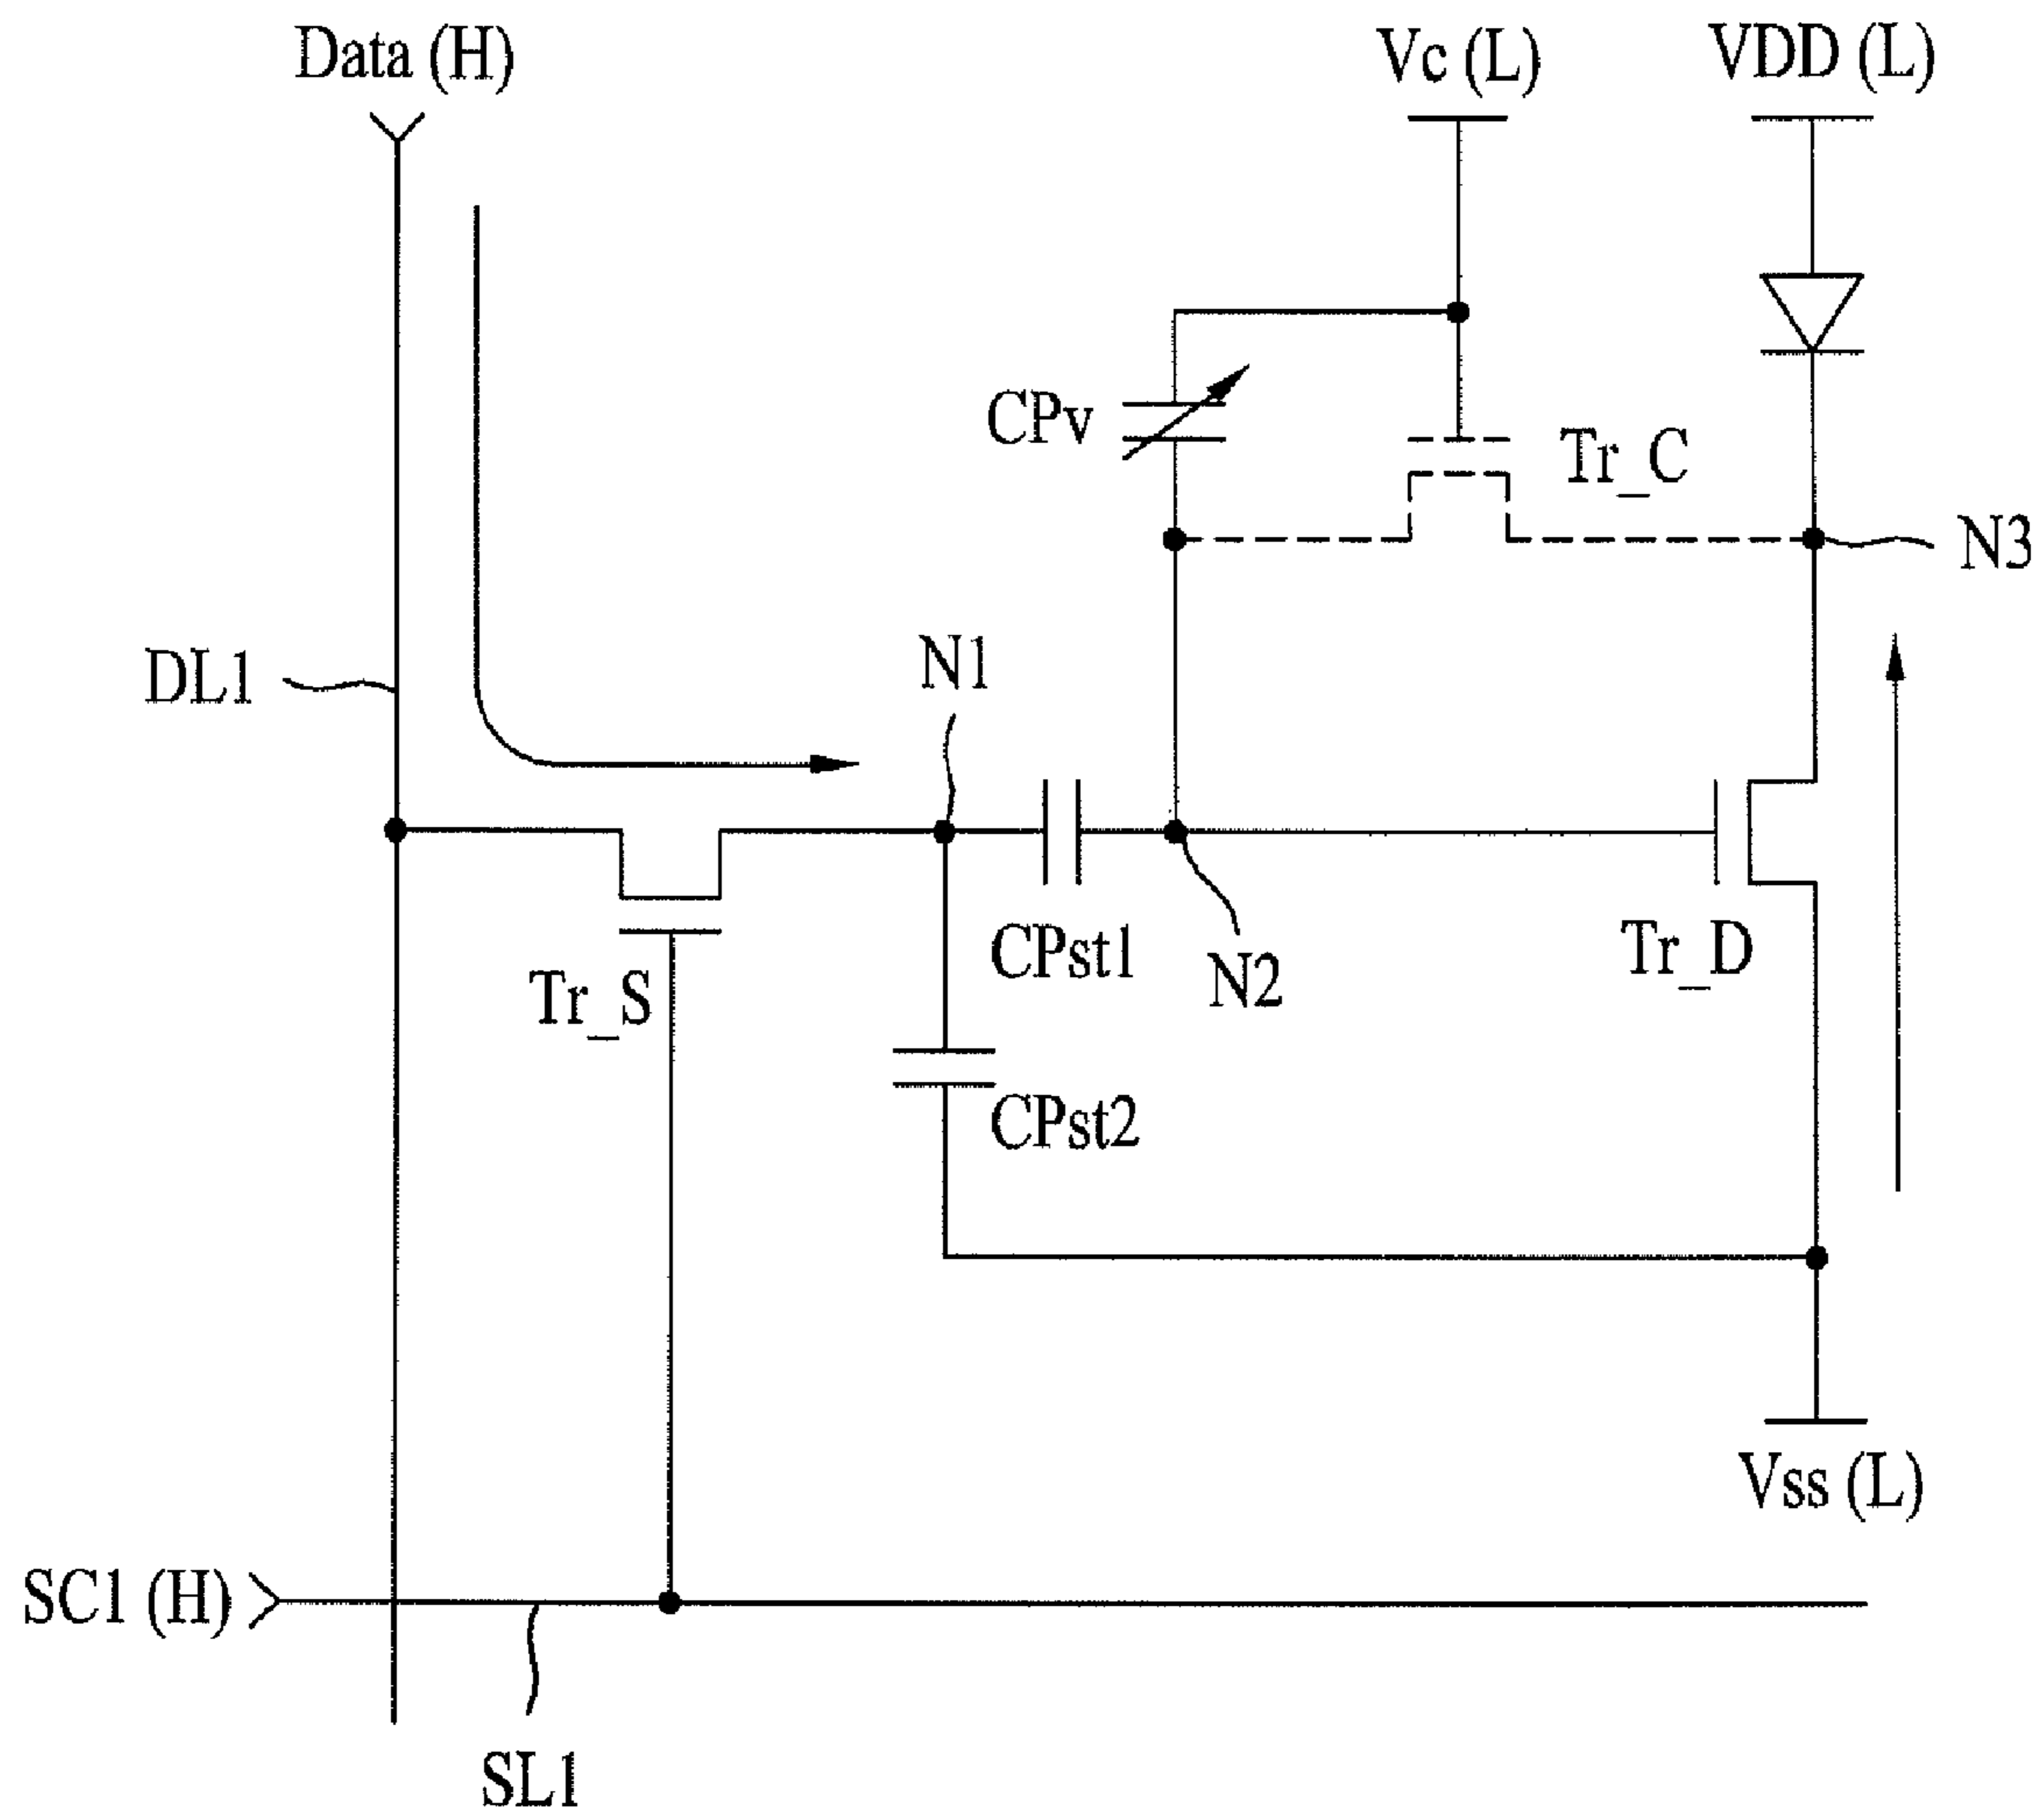 Data (H)
Vc (L)
VDD (L)
CPv
Tr_C
N3
DL1
N1
CPst1
N2
Tr_D
Tr_S
CPst2
Vss (L)
SC1 (H)
SL1